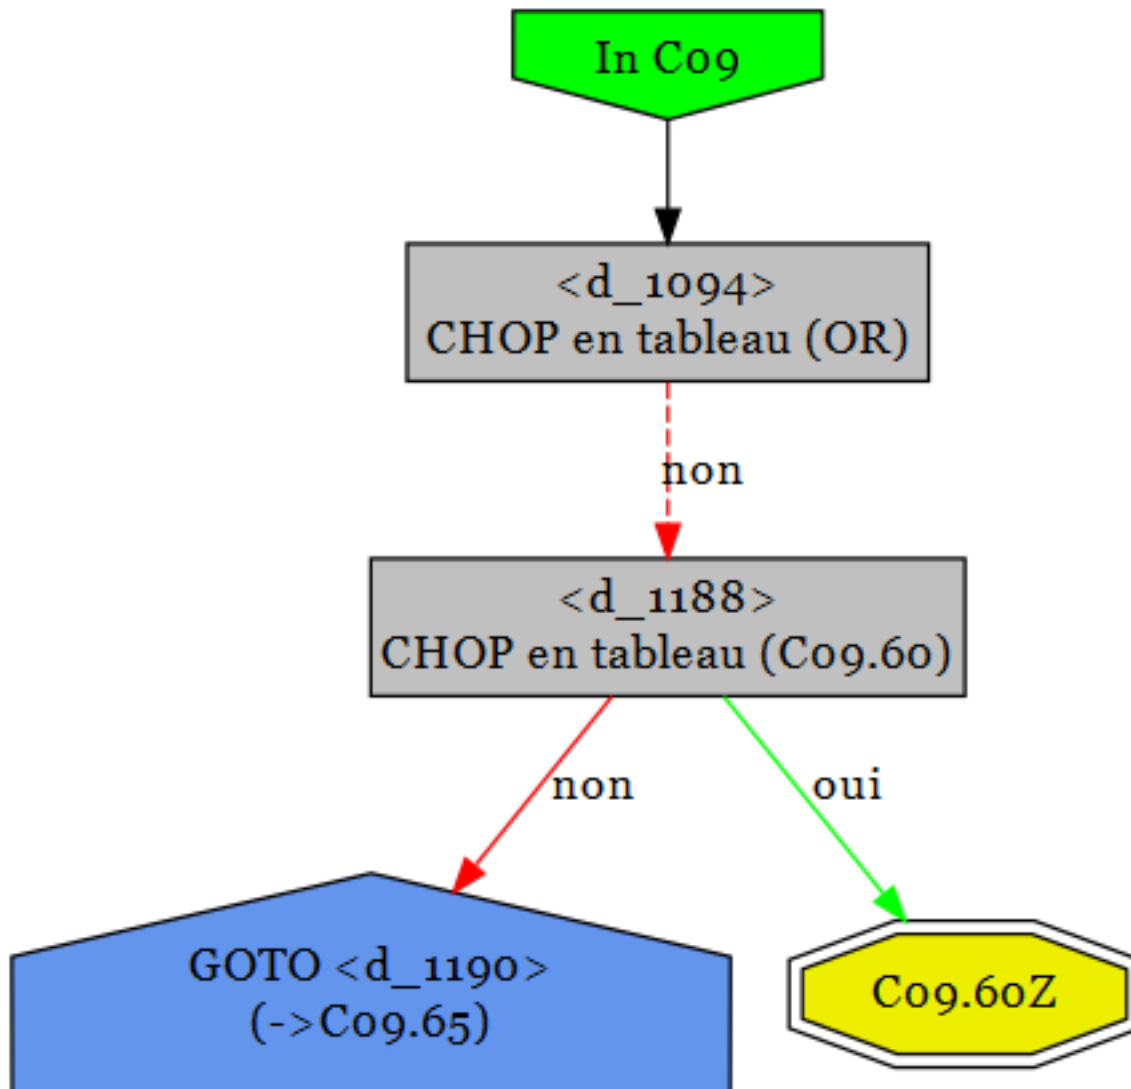 In C09
<d_1094>
CHOP en tableau (OR)
non
<d_1188>
CHOP en tableau (C09.60)
non
oui
GOTO <d_1190>
(->C09.65)
C09.60Z